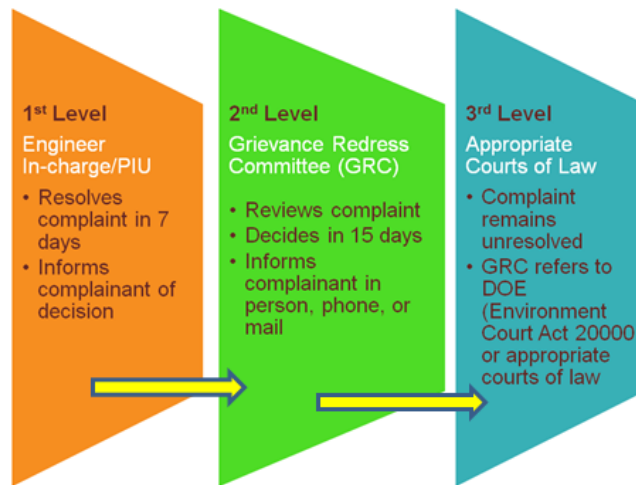 1st Level
Engineer
In-charge/PIU
• Resolves
complaint in 7
days
• Informs
complainant of
decision
2nd Level
Grievance Redress
Committee (GRC)
• Reviews complaint
• Decides in 15 days
• Informs
complainant in
person, phone, or
mail
3rd Level
Appropriate
Courts of Law
• Complaint
remains
unresolved
• GRC refers to
DOE
(Environment
Court Act 20000
or appropriate
courts of law